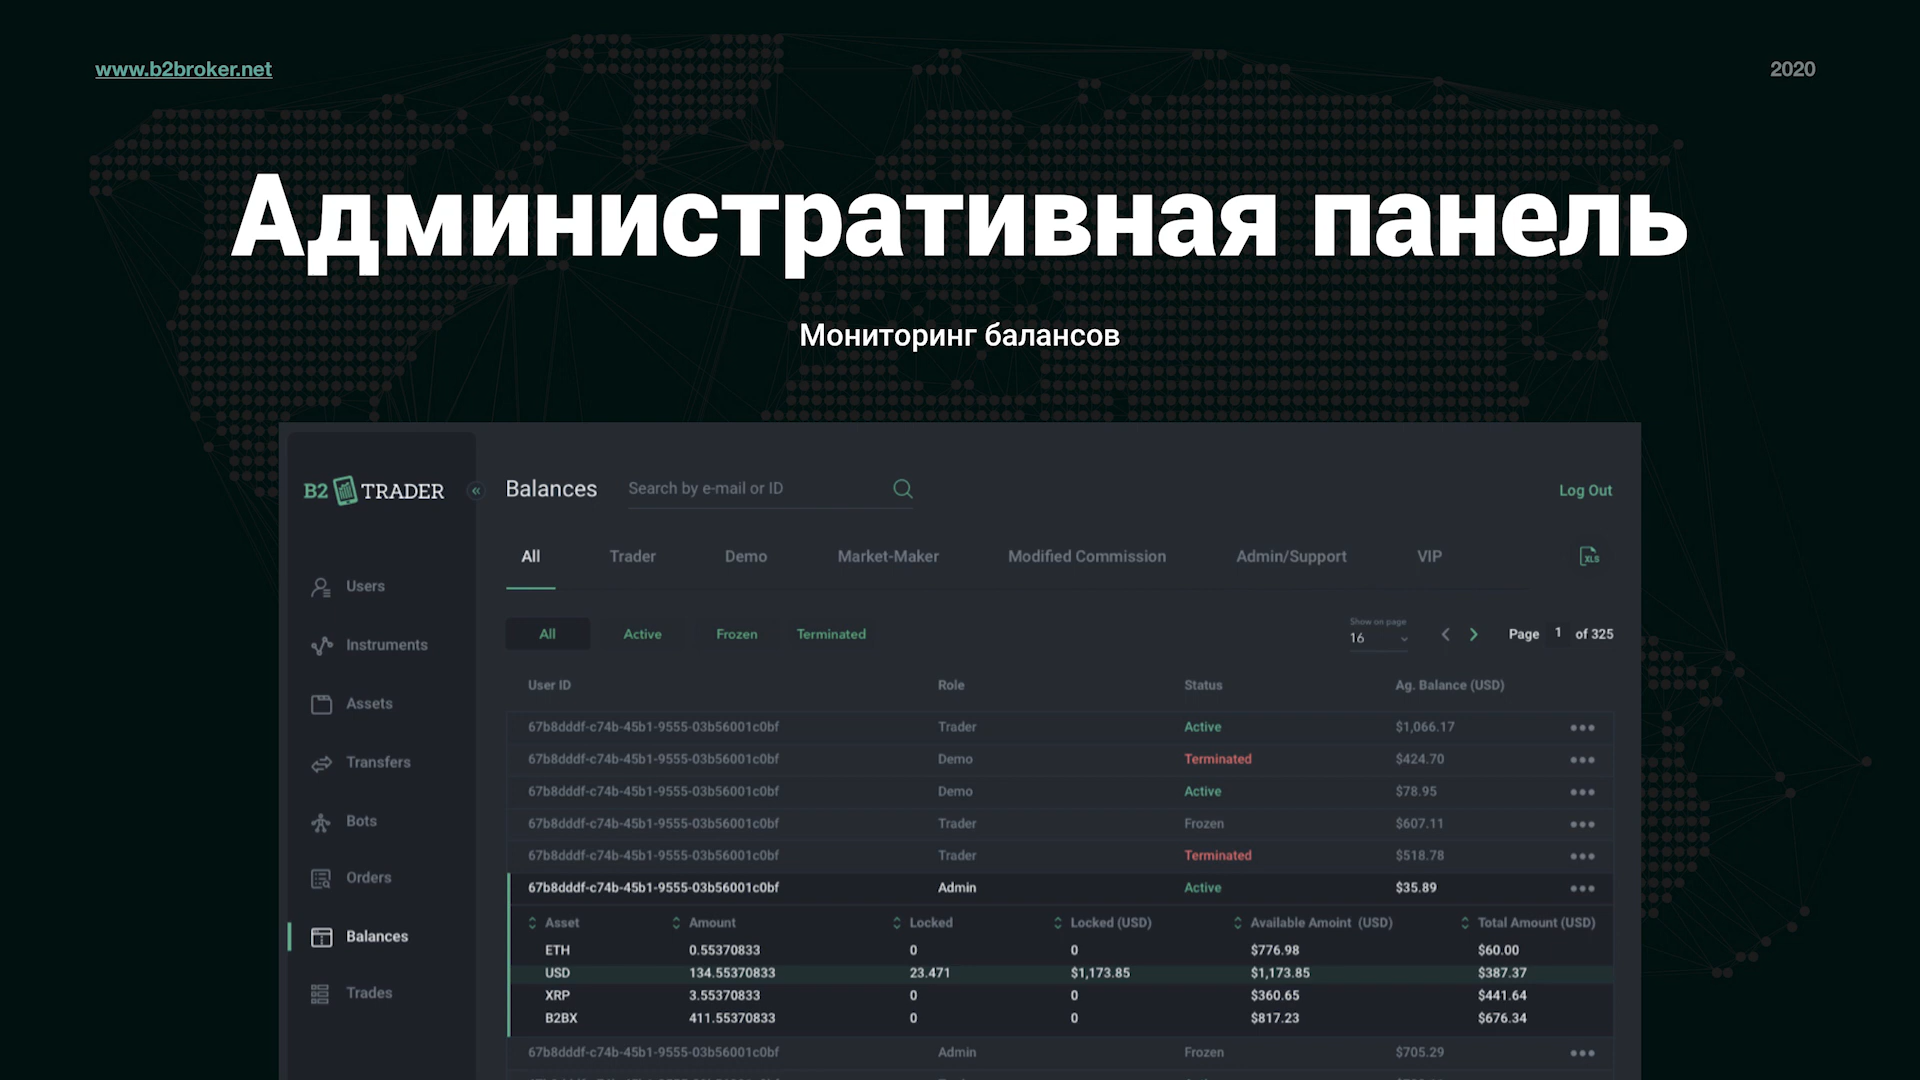 www.b2broker.net
2020
Административная панель
Мониторинг балансов
B2 TRADER
«
Balances
Search by e-mail or ID
Log Out
All Trader Demo Market-Maker Modified Commission Admin/Support VIP
XLS
Users
Instruments
Assets
Transfers
Bots
Orders
Balances
Trades
All Active Frozen Terminated
Show on page
16
Page 1 of 325
User ID Role Status Ag. Balance (USD)
67b8dddf-c74b-45b1-9555-03b56001c0bf Trader Active $1,066.17
67b8dddf-c74b-45b1-9555-03b56001c0bf Demo Terminated $424.70
67b8dddf-c74b-45b1-9555-03b56001c0bf Demo Active $78.95
67b8dddf-c74b-45b1-9555-03b56001c0bf Trader Frozen $607.11
67b8dddf-c74b-45b1-9555-03b56001c0bf Trader Terminated $518.78
67b8dddf-c74b-45b1-9555-03b56001c0bf Admin Active $35.89
Asset Amount Locked Locked (USD) Available Amoint (USD) Total Amount (USD)
ETH 0.55370833 0 0 $776.98 $60.00
USD 134.55370833 23.471 $1,173.85 $1,173.85 $387.37
XRP 3.55370833 0 0 $360.65 $441.64
B2BX 411.55370833 0 0 $817.23 $676.34
67b8dddf-c74b-45b1-9555-03b56001c0bf Admin Frozen $705.29